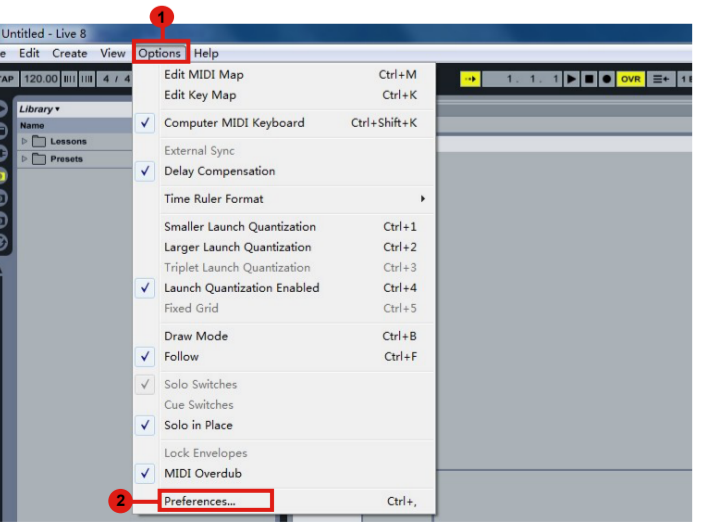 1
Untitled - Live 8
e Edit Create View Options Help
TAP 120.00 4 / 4 1. 1. 1 OVR 1
Library
Name
Lessons
Presets
Edit MIDI Map Ctrl+M
Edit Key Map Ctrl+K
Computer MIDI Keyboard Ctrl+Shift+K
External Sync
Delay Compensation
Time Ruler Format
Smaller Launch Quantization Ctrl+1
Larger Launch Quantization Ctrl+2
Triplet Launch Quantization Ctrl+3
Launch Quantization Enabled Ctrl+4
Fixed Grid Ctrl+5
Draw Mode Ctrl+B
Follow Ctrl+F
Solo Switches
Cue Switches
Solo in Place
Lock Envelopes
MIDI Overdub
2 Preferences... Ctrl+,